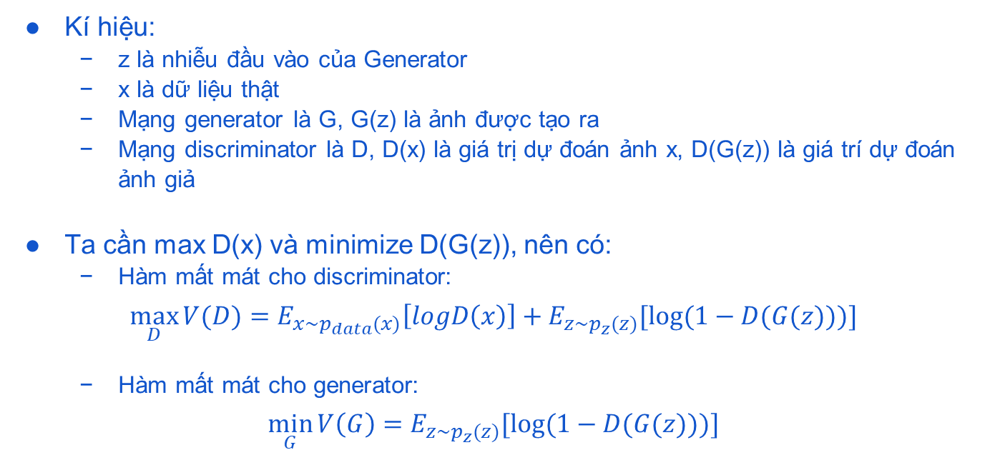 ● Kí hiệu:
− z là nhiễu đầu vào của Generator
− x là dữ liệu thật
− Mạng generator là G, G(z) là ảnh được tạo ra
− Mạng discriminator là D, D(x) là giá trị dự đoán ảnh x, D(G(z)) là giá trí dự đoán
ảnh giả
● Ta cần max D(x) và minimize D(G(z)), nên có:
− Hàm mất mát cho discriminator:
max_D V(D) = E_{x~p_{data}(x)}[logD(x)] + E_{z~p_z(z)}[log(1 − D(G(z)))]
− Hàm mất mát cho generator:
min_G V(G) = E_{z~p_z(z)}[log(1 − D(G(z)))]